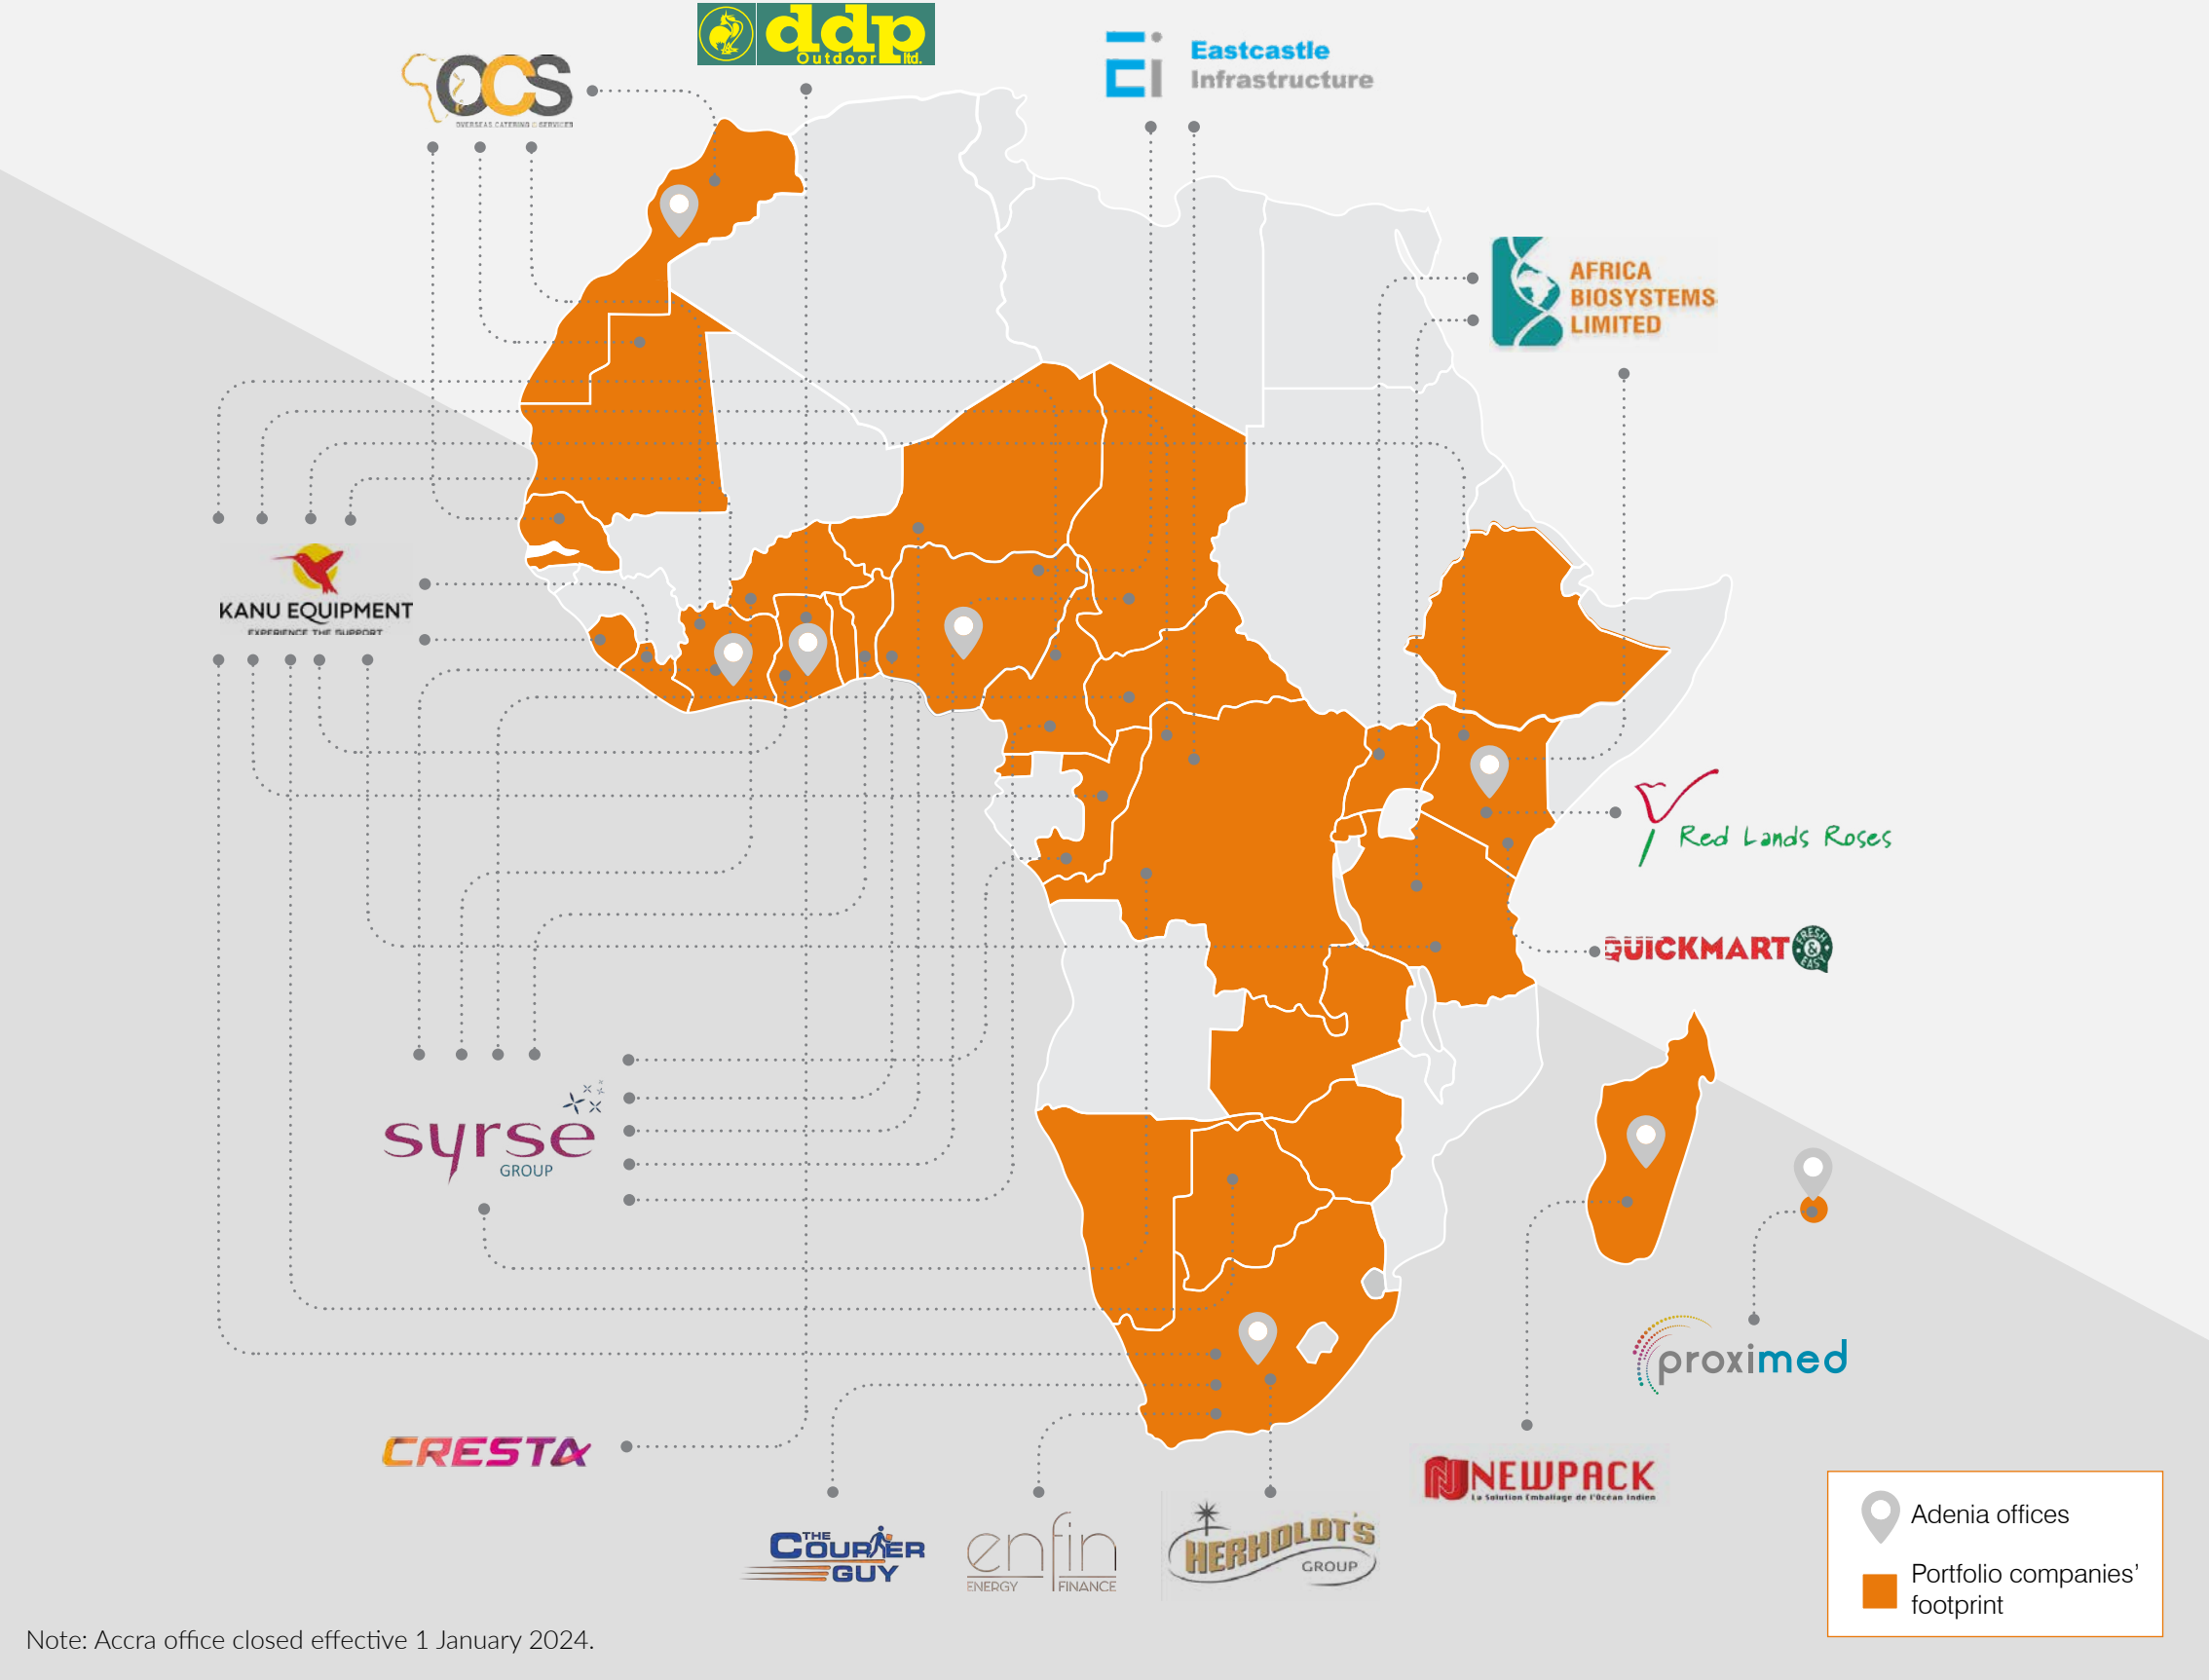 ddp
Outdoor ltd.
OCS
OVERSEAS CATERING & SERVICES
Eastcastle
Infrastructure
AFRICA
BIOSYSTEMS
LIMITED
KANU EQUIPMENT
EXPERIENCE THE SUPPORT
Red Lands Roses
QUICKMART
FRESH
&
EASY
syrse
GROUP
proximed
CRESTA
NEWPACK
La Solution Emballage de l'Océan Indien
THE
COURIER
GUY
enfin
ENERGY FINANCE
HERHOLDT'S
GROUP
Adenia offices
Portfolio companies'
footprint
Note: Accra office closed effective 1 January 2024.